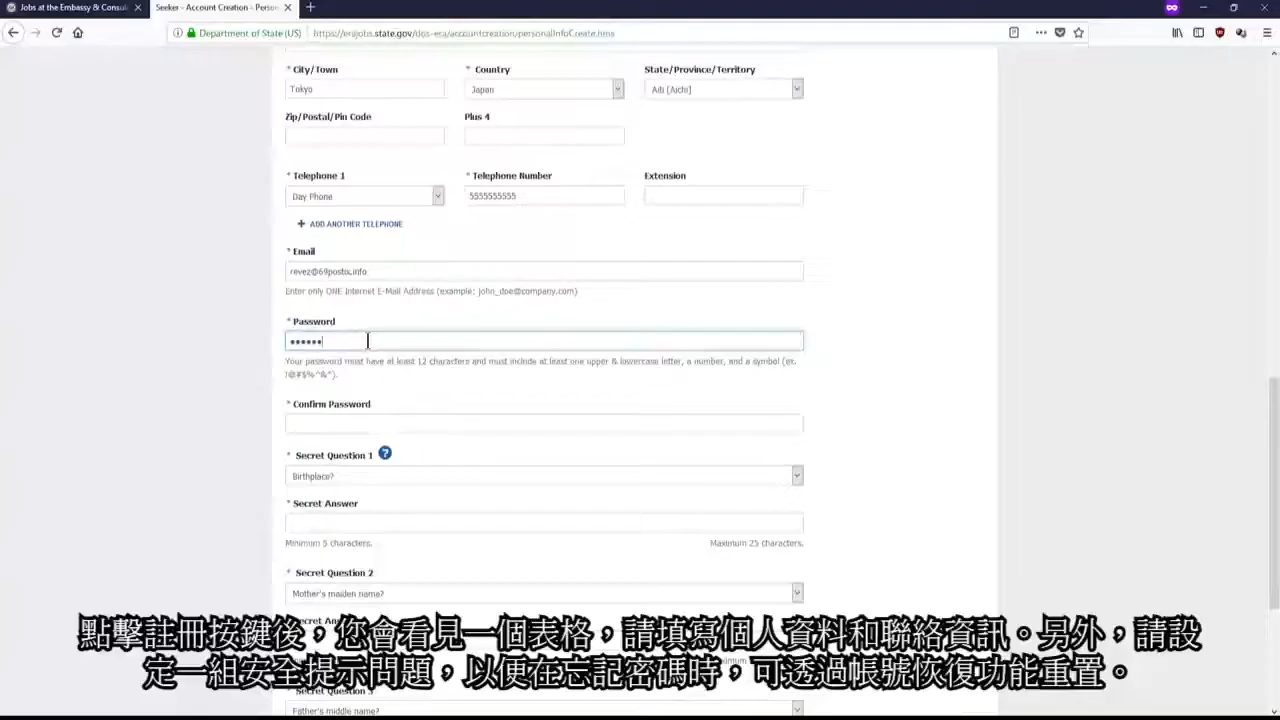 Jobs at the Embassy & Consul
Seeker - Account Creation - Person
Department of State (US)
https://erajobs.state.gov/dos-era/accountcreation/personalInfoCreate.hms
* City/Town
* Country
State/Province/Territory
Tokyo
Japan
Aiti [Aichi]
Zip/Postal/Pin Code
Plus 4
* Telephone 1
* Telephone Number
Extension
Day Phone
5555555555
+ ADD ANOTHER TELEPHONE
* Email
revez@69postix.info
Enter only ONE Internet E-Mail Address (example: john_doe@company.com)
* Password
••••••
Your password must have at least 12 characters and must include at least one upper & lowercase letter, a number, and a symbol (ex.
!@#$%^&*).
* Confirm Password
* Secret Question 1 ?
Birthplace?
* Secret Answer
Minimum 5 characters.
Maximum 25 characters.
* Secret Question 2
Mother's maiden name?
點擊註冊按鍵後，您會看見一個表格，請填寫個人資料和聯絡資訊。另外，請設
定一組安全提示問題，以便在忘記密碼時，可透過帳號恢復功能重置。
Father's middle name?